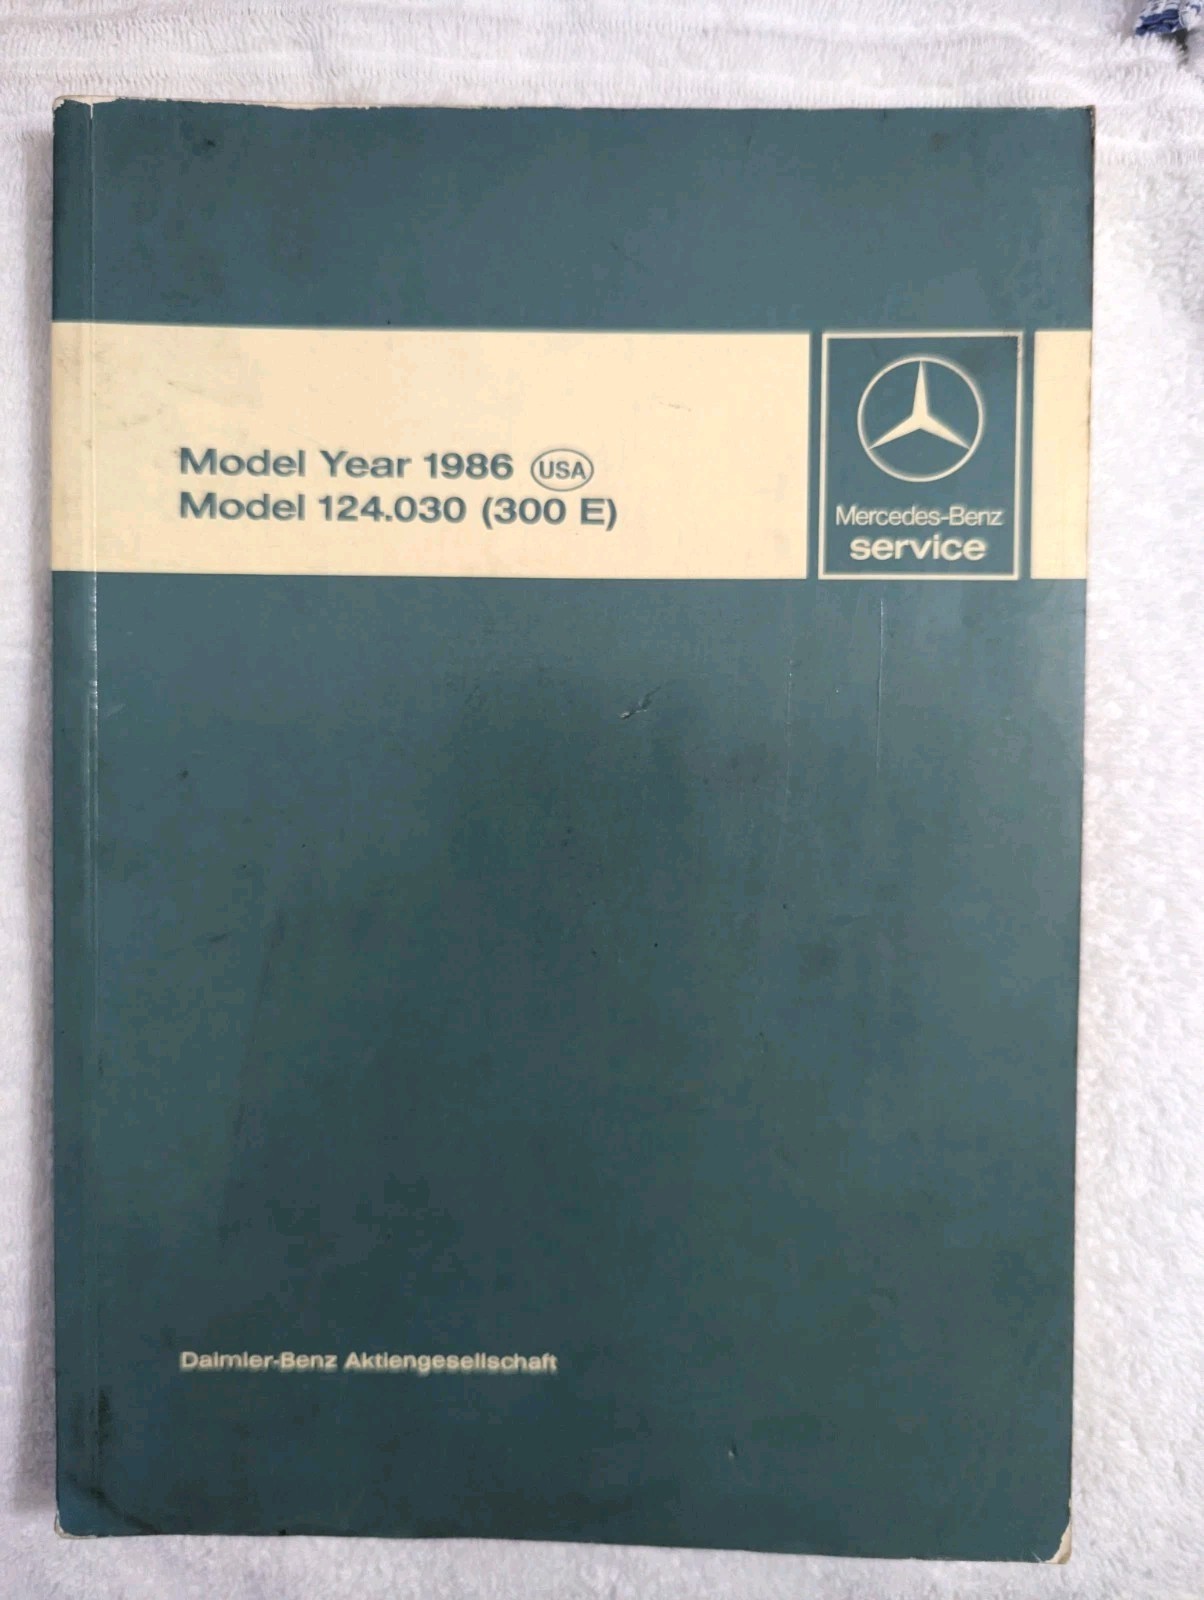 Model Year 1986 USA
Model 124.030 (300 E)
Mercedes-Benz
service
Daimler-Benz Aktiengesellschaft